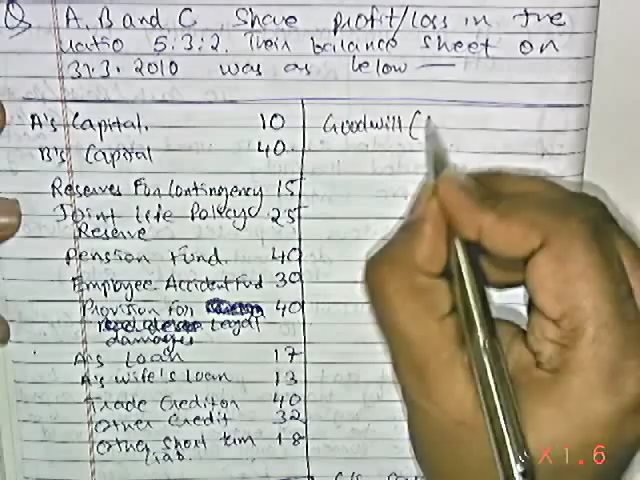 Q A, B and C Share profit/loss in the
ratio 5:3:2. Their balance sheet on
31.3.2010 was as below —
A's Capital. 10
Goodwill (
B's Capital 40
Reserves For Contingency 15
Joint Life Policy 25
Reserve
Pension Fund. 40
Employee Accident Fund 30
Provision For 40
Legal
damages
A's Loan 17
A's wife's Loan 13
Trade Creditor 40
Other Credit 32
Other Short term 18
Liab.
X1.6